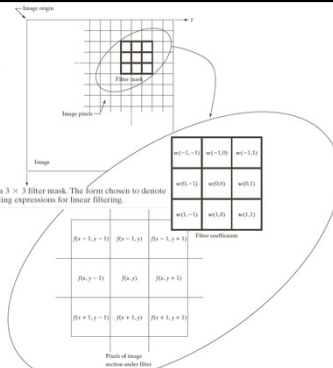 Image origin
y
Filter mask
Image pixels
Image
a 3 × 3 filter mask. The form chosen to denote
ing expressions for linear filtering.
w(−1,−1) w(−1,0) w(−1,1)
w(0,−1) w(0,0) w(0,1)
w(1,−1) w(1,0) w(1,1)
Filter coefficients
f(x − 1, y − 1) f(x − 1, y) f(x − 1, y + 1)
f(x, y − 1) f(x, y) f(x, y + 1)
f(x + 1, y − 1) f(x + 1, y) f(x + 1, y + 1)
Pixels of image
section under filter